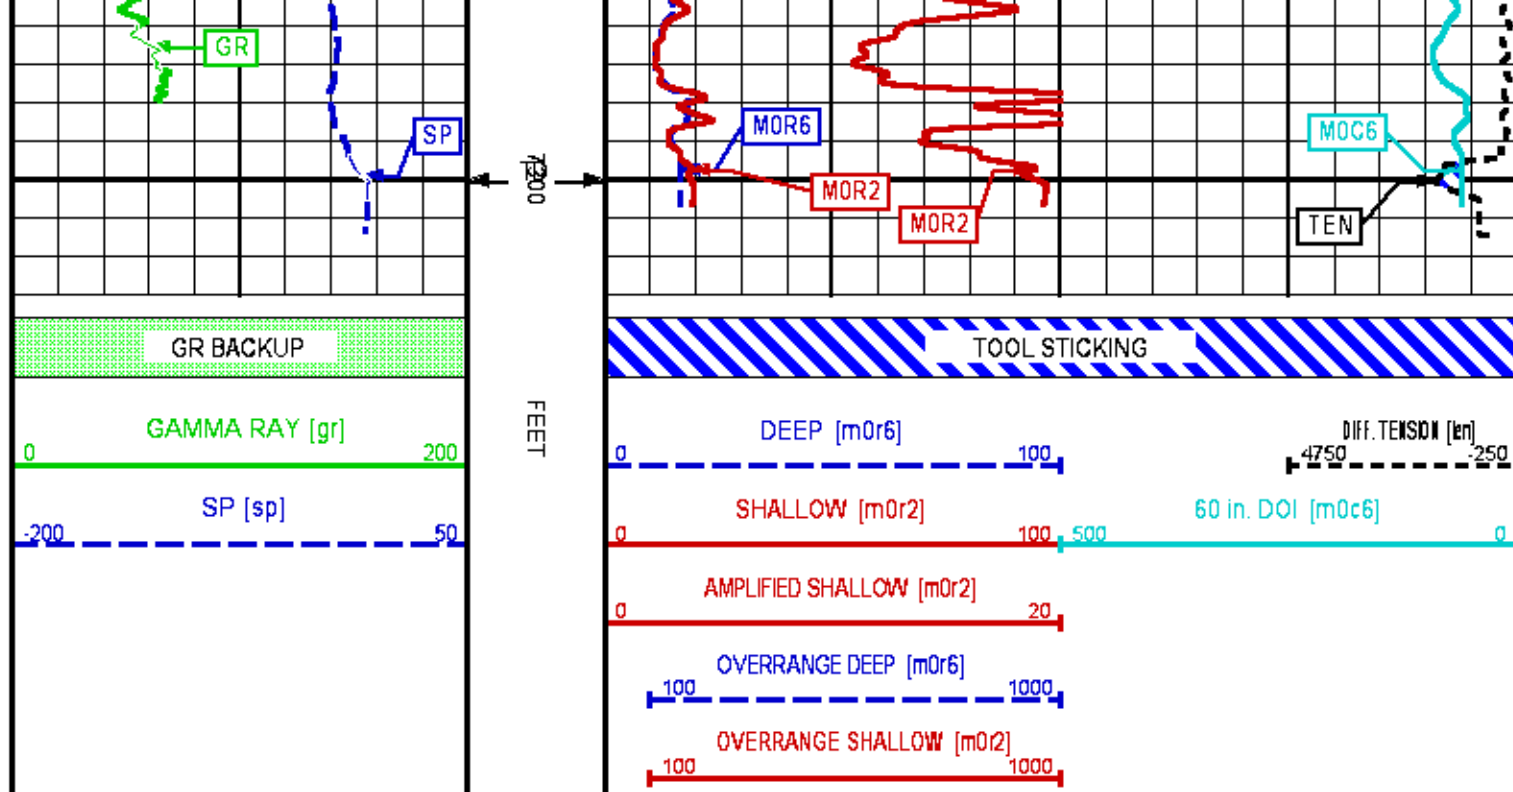 GR
SP
M0R6
M0R2
M0R2
M0C6
TEN
GR BACKUP
TOOL STICKING
FEET
GAMMA RAY [gr]
0 200
SP [sp]
-200 50
DEEP [m0r6]
0 100
DIFF. TENSION [ten]
4750 -250
SHALLOW [m0r2]
0 100
60 in. DOI [m0c6]
500 0
AMPLIFIED SHALLOW [m0r2]
0 20
OVERRANGE DEEP [m0r6]
100 1000
OVERRANGE SHALLOW [m0r2]
100 1000